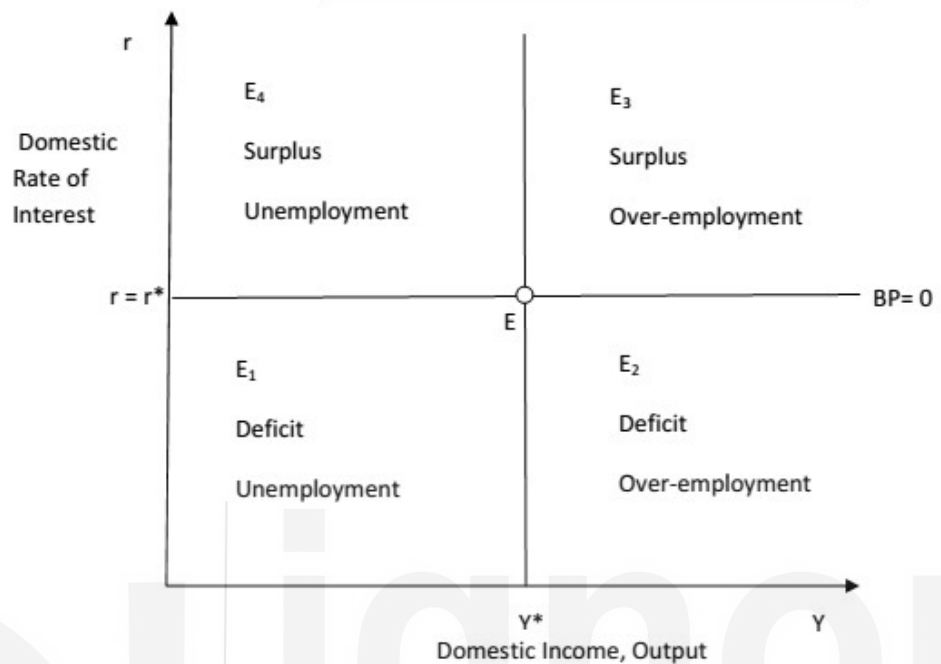 r
Domestic
Rate of
Interest
E₄
Surplus
Unemployment
E₃
Surplus
Over-employment
r = r*
E
BP= 0
E₁
Deficit
Unemployment
E₂
Deficit
Over-employment
Y*
Y
Domestic Income, Output